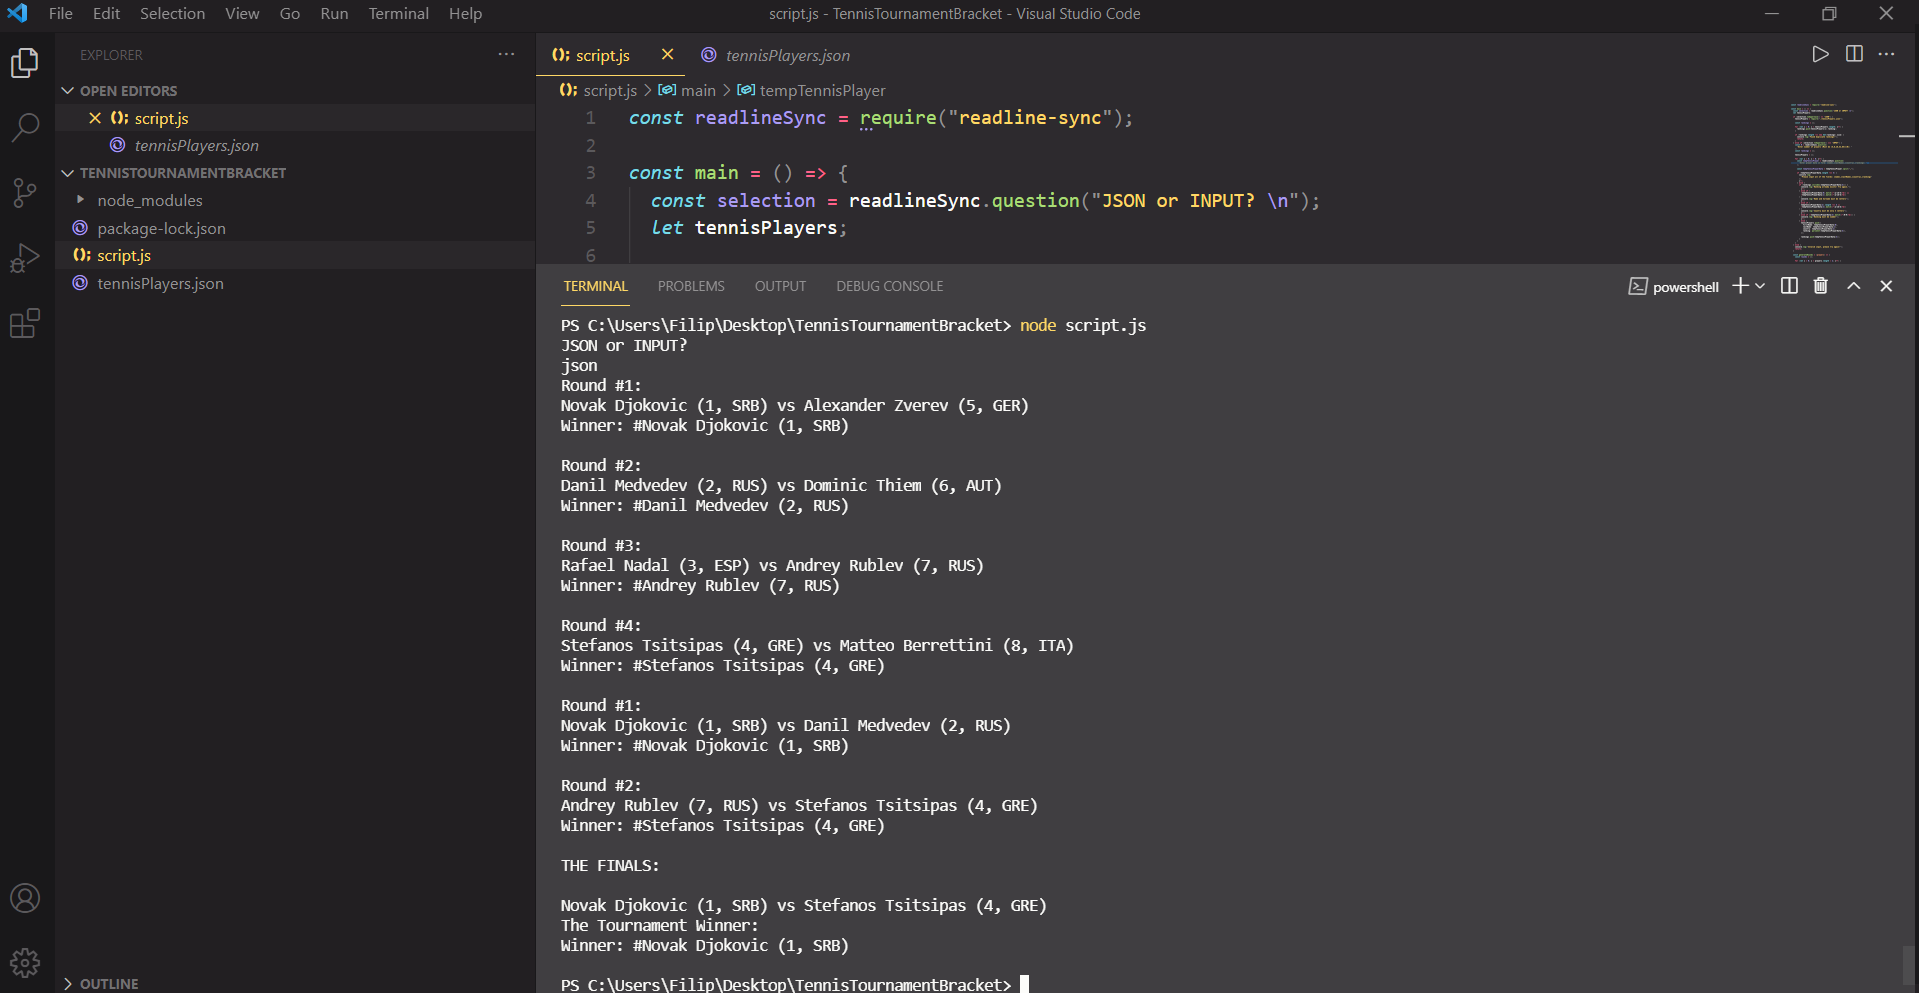 File Edit Selection View Go Run Terminal Help
script.js - TennisTournamentBracket - Visual Studio Code
EXPLORER
OPEN EDITORS
script.js
tennisPlayers.json
TENNISTOURNAMENTBRACKET
node_modules
package-lock.json
script.js
tennisPlayers.json
OUTLINE
script.js tennisPlayers.json
script.js > main > tempTennisPlayer
1 const readlineSync = require("readline-sync");
2
3 const main = () => {
4 const selection = readlineSync.question("JSON or INPUT? \n");
5 let tennisPlayers;
6
TERMINAL PROBLEMS OUTPUT DEBUG CONSOLE
powershell
PS C:\Users\Filip\Desktop\TennisTournamentBracket> node script.js
JSON or INPUT?
json
Round #1:
Novak Djokovic (1, SRB) vs Alexander Zverev (5, GER)
Winner: #Novak Djokovic (1, SRB)
Round #2:
Danil Medvedev (2, RUS) vs Dominic Thiem (6, AUT)
Winner: #Danil Medvedev (2, RUS)
Round #3:
Rafael Nadal (3, ESP) vs Andrey Rublev (7, RUS)
Winner: #Andrey Rublev (7, RUS)
Round #4:
Stefanos Tsitsipas (4, GRE) vs Matteo Berrettini (8, ITA)
Winner: #Stefanos Tsitsipas (4, GRE)
Round #1:
Novak Djokovic (1, SRB) vs Danil Medvedev (2, RUS)
Winner: #Novak Djokovic (1, SRB)
Round #2:
Andrey Rublev (7, RUS) vs Stefanos Tsitsipas (4, GRE)
Winner: #Stefanos Tsitsipas (4, GRE)
THE FINALS:
Novak Djokovic (1, SRB) vs Stefanos Tsitsipas (4, GRE)
The Tournament Winner:
Winner: #Novak Djokovic (1, SRB)
PS C:\Users\Filip\Desktop\TennisTournamentBracket>